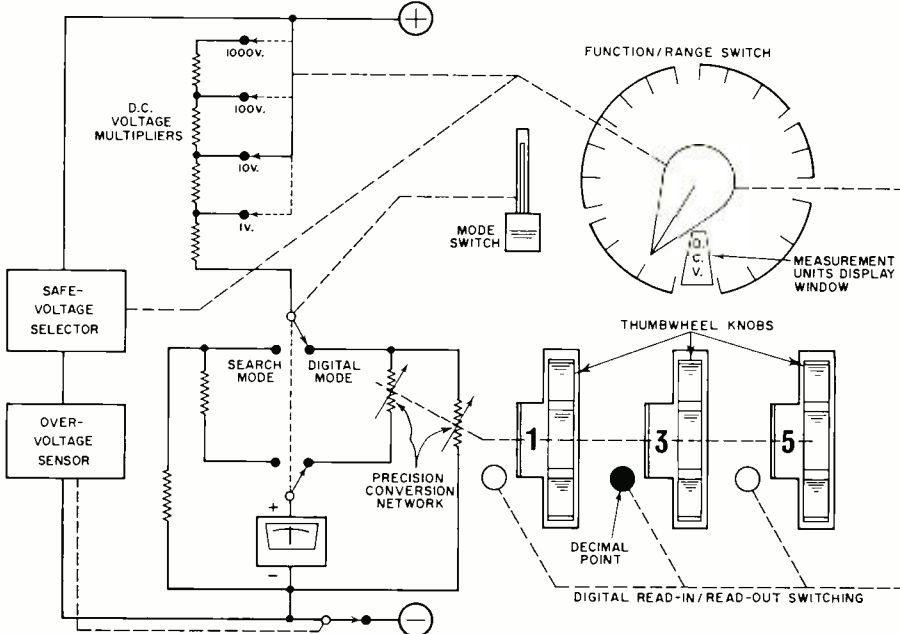 +
1000V.
100V.
10V.
1V.
D.C.
VOLTAGE
MULTIPLIERS
FUNCTION/RANGE SWITCH
MODE
SWITCH
D.
C.
V.
MEASUREMENT
UNITS DISPLAY
WINDOW
SAFE-
VOLTAGE
SELECTOR
OVER-
VOLTAGE
SENSOR
SEARCH
MODE
DIGITAL
MODE
PRECISION
CONVERSION
NETWORK
+
−
THUMBWHEEL KNOBS
1
3
5
DECIMAL
POINT
DIGITAL READ-IN/READ-OUT SWITCHING
−